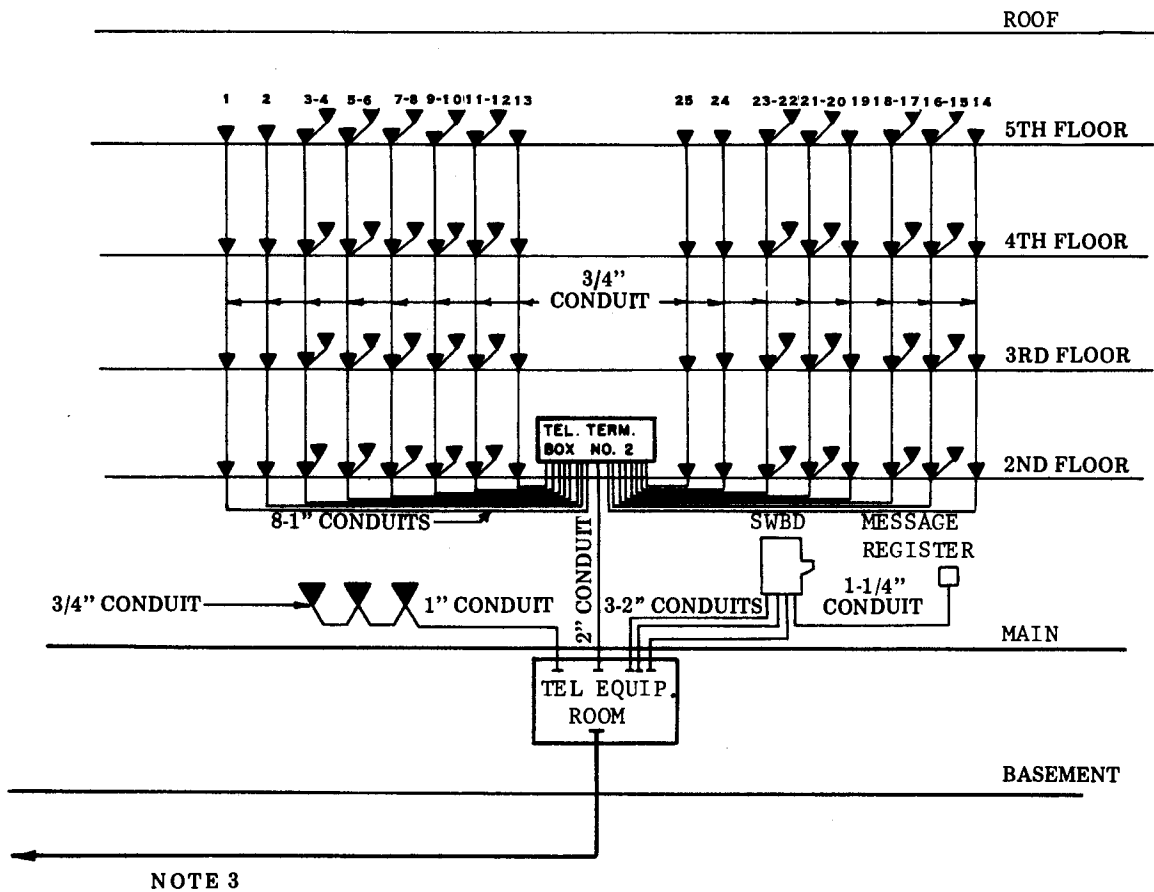 ROOF
1 2 3-4 5-6 7-8 9-10 11-12 13 25 24 23-22 21-20 19 18-17 16-15 14
5TH FLOOR
4TH FLOOR
3/4"
CONDUIT
3RD FLOOR
TEL. TERM.
BOX NO. 2
2ND FLOOR
8-1" CONDUITS
2" CONDUIT
SWBD
MESSAGE
REGISTER
3/4" CONDUIT
1" CONDUIT
3-2" CONDUITS
1-1/4"
CONDUIT
MAIN
TEL EQUIP.
ROOM
BASEMENT
NOTE 3